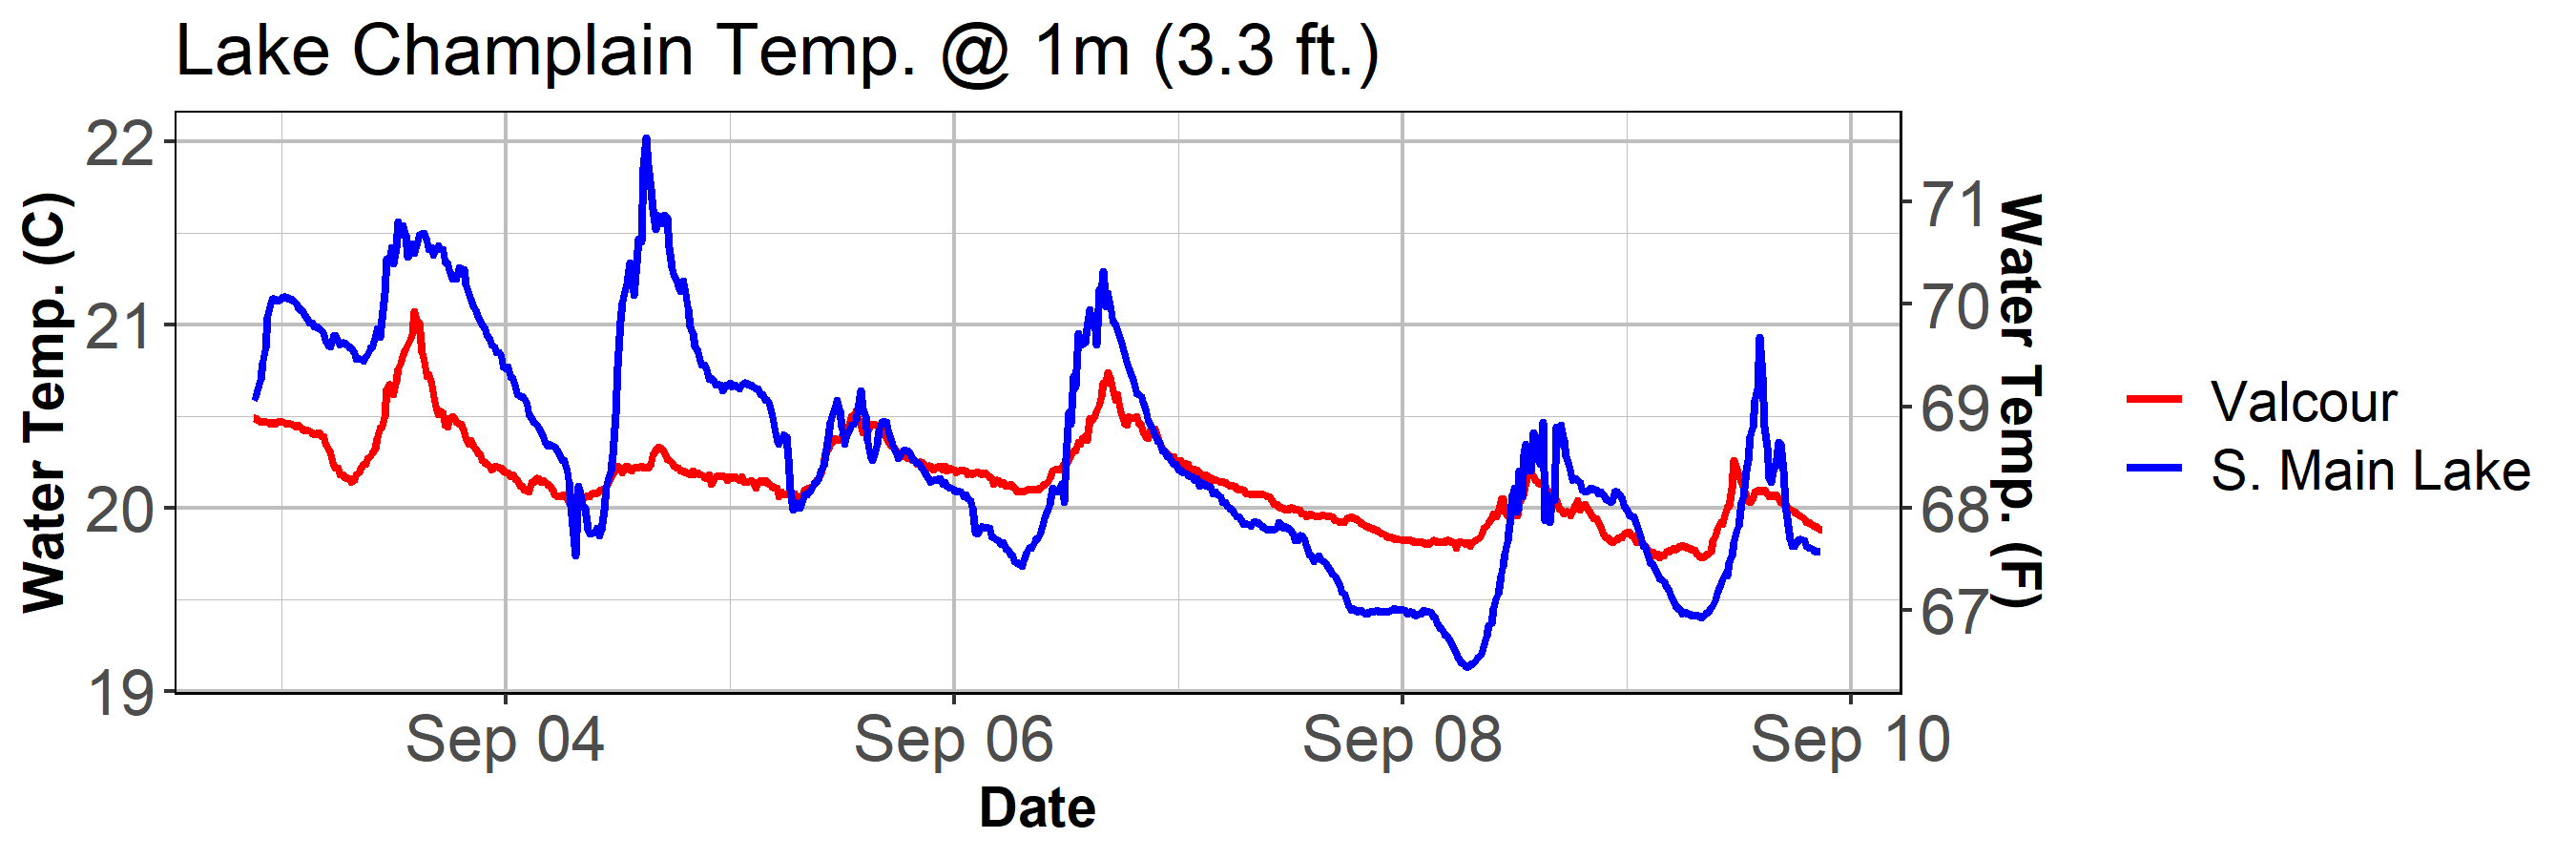 Lake Champlain Temp. @ 1m (3.3 ft.)
Water Temp. (C)
22
21
20
19
71
70
69
68
67
Water Temp. (F)
Sep 04 Sep 06 Sep 08 Sep 10
Date
Valcour
S. Main Lake